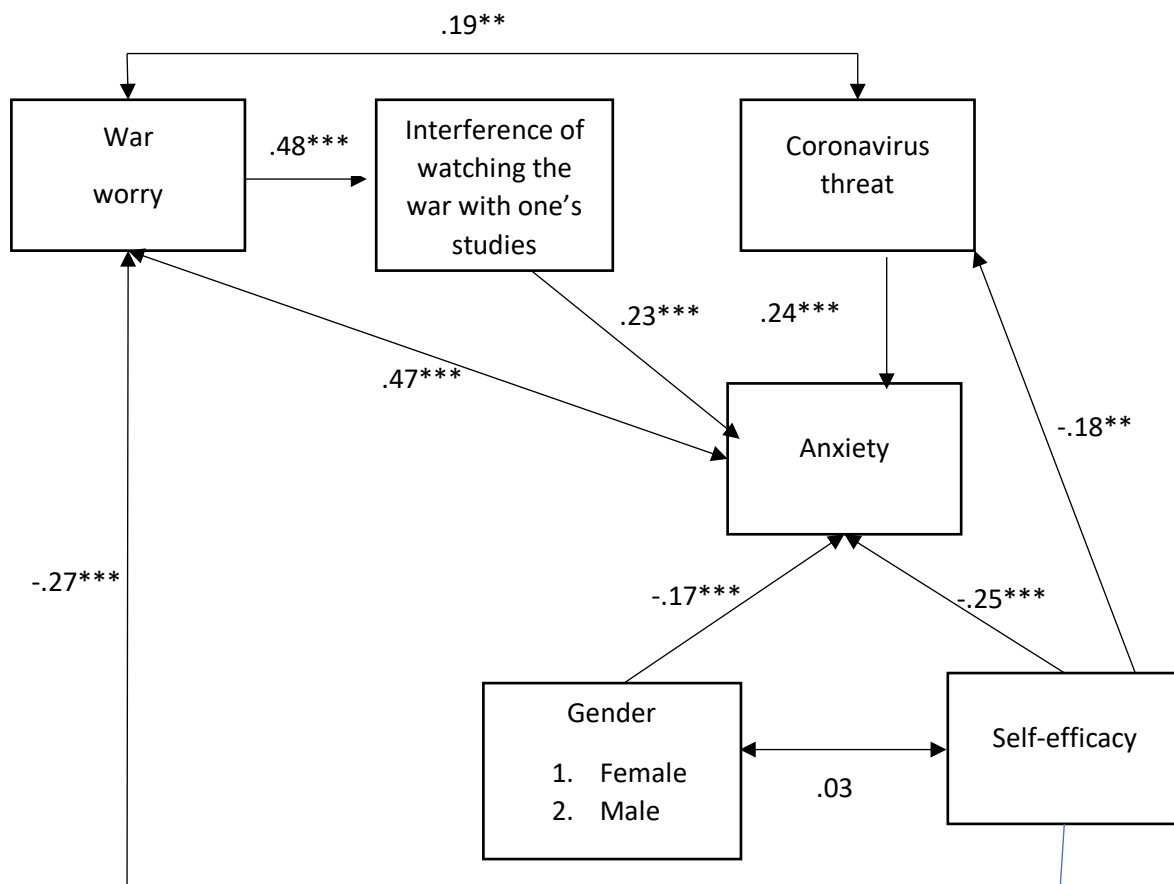 .19**
War
worry
.48***
Interference of
watching the
war with one’s
studies
Coronavirus
threat
.23***
.24***
.47***
Anxiety
-.18**
-.27***
-.17***
-.25***
Gender
1. Female
2. Male
.03
Self-efficacy